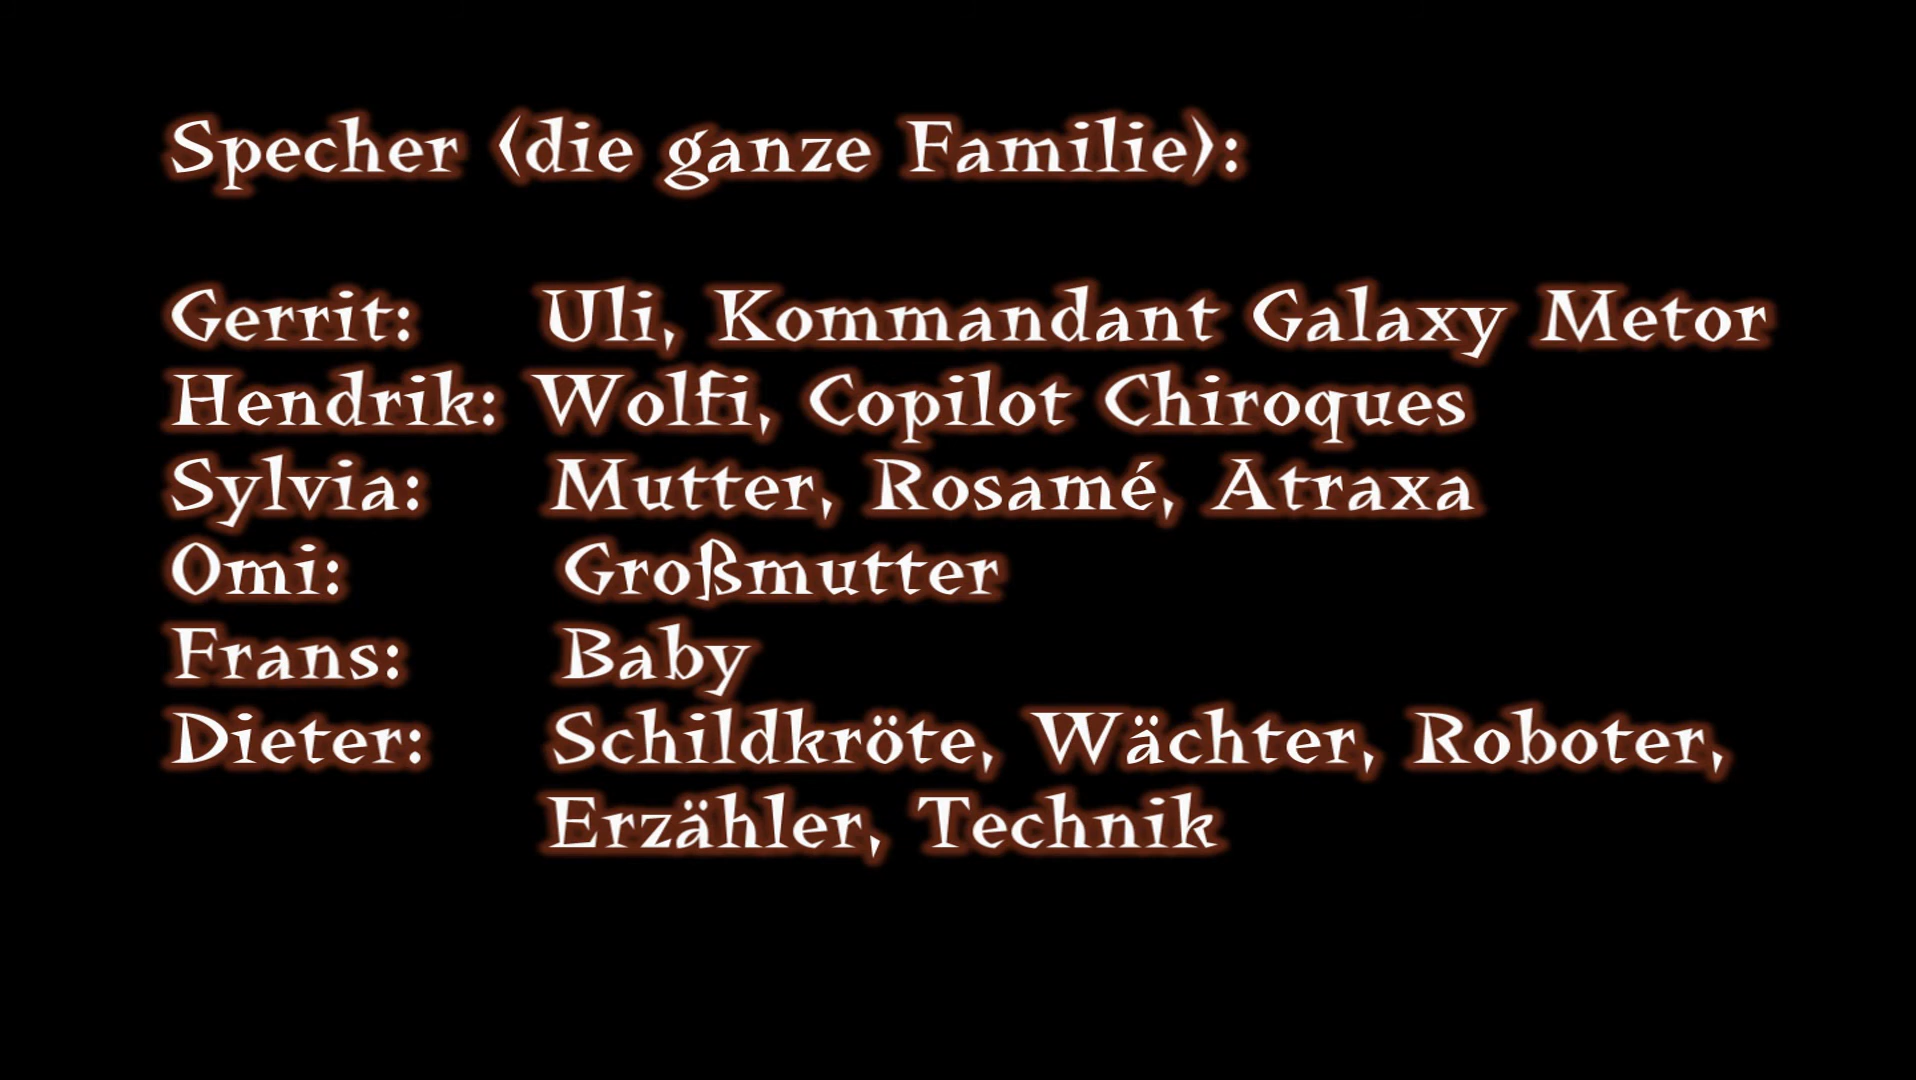 Specher (die ganze Familie):
Gerrit: Uli, Kommandant Galaxy Metor
Hendrik: Wolfi, Copilot Chiroques
Sylvia: Mutter, Rosamé, Atraxa
Omi: Großmutter
Frans: Baby
Dieter: Schildkröte, Wächter, Roboter,
Erzähler, Technik